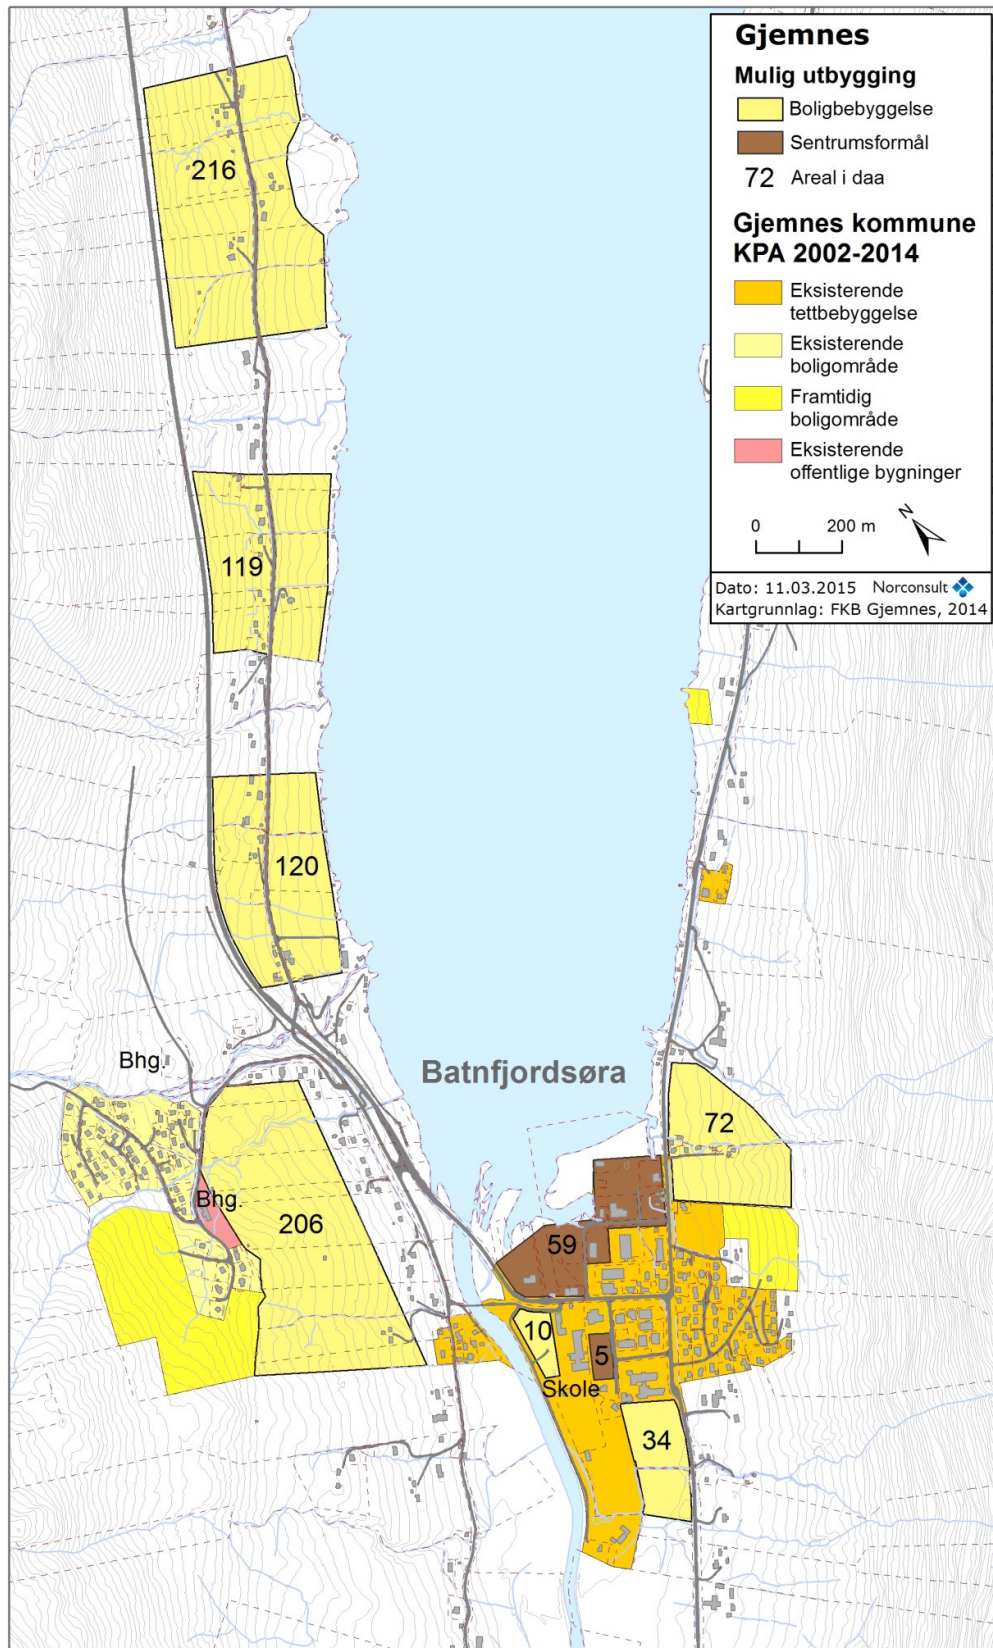 Gjemnes
Mulig utbygging
Boligbebyggelse
Sentrumsformål
72 Areal i daa
Gjemnes kommune
KPA 2002-2014
Eksisterende
tettbebyggelse
Eksisterende
boligområde
Framtidig
boligområde
Eksisterende
offentlige bygninger
0 200 m
N
Dato: 11.03.2015 Norconsult
Kartgrunnlag: FKB Gjemnes, 2014
216
119
120
Bhg.
Batnfjordsøra
72
Bhg.
206
59
10
5
Skole
34